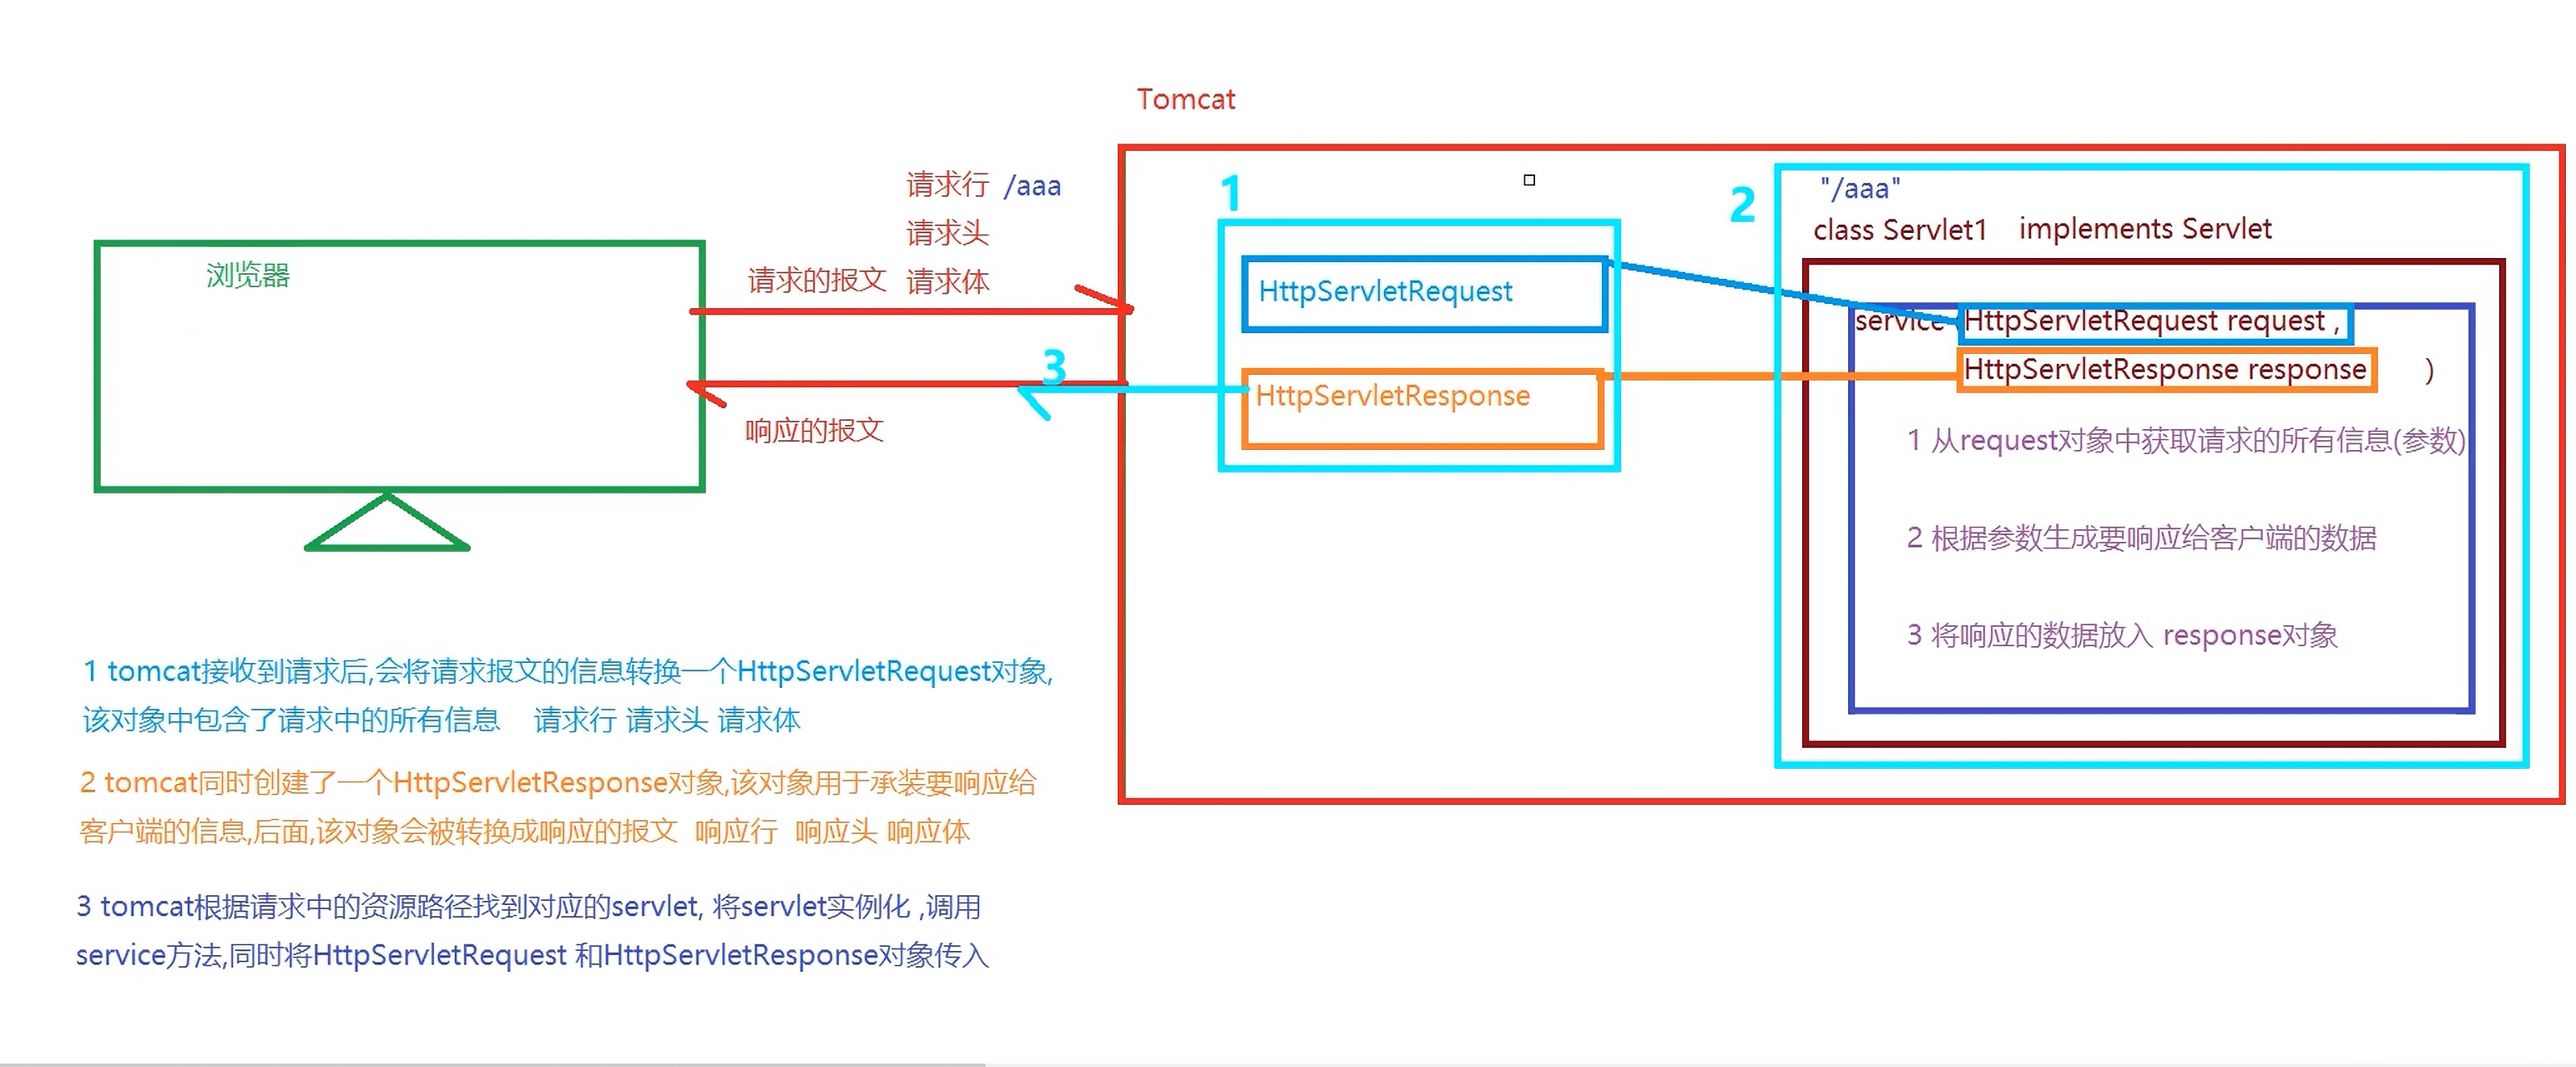 Tomcat
请求行 /aaa
请求头
请求的报文 请求体
浏览器
3
响应的报文
1
HttpServletRequest
HttpServletResponse
2
"/aaa"
class Servlet1 implements Servlet
service HttpServletRequest request ,
HttpServletResponse response )
1 从request对象中获取请求的所有信息(参数)
2 根据参数生成要响应给客户端的数据
3 将响应的数据放入 response对象
1 tomcat接收到请求后,会将请求报文的信息转换一个HttpServletRequest对象,
该对象中包含了请求中的所有信息 请求行 请求头 请求体
2 tomcat同时创建了一个HttpServletResponse对象,该对象用于承装要响应给
客户端的信息,后面,该对象会被转换成响应的报文 响应行 响应头 响应体
3 tomcat根据请求中的资源路径找到对应的servlet, 将servlet实例化 ,调用
service方法,同时将HttpServletRequest 和HttpServletResponse对象传入